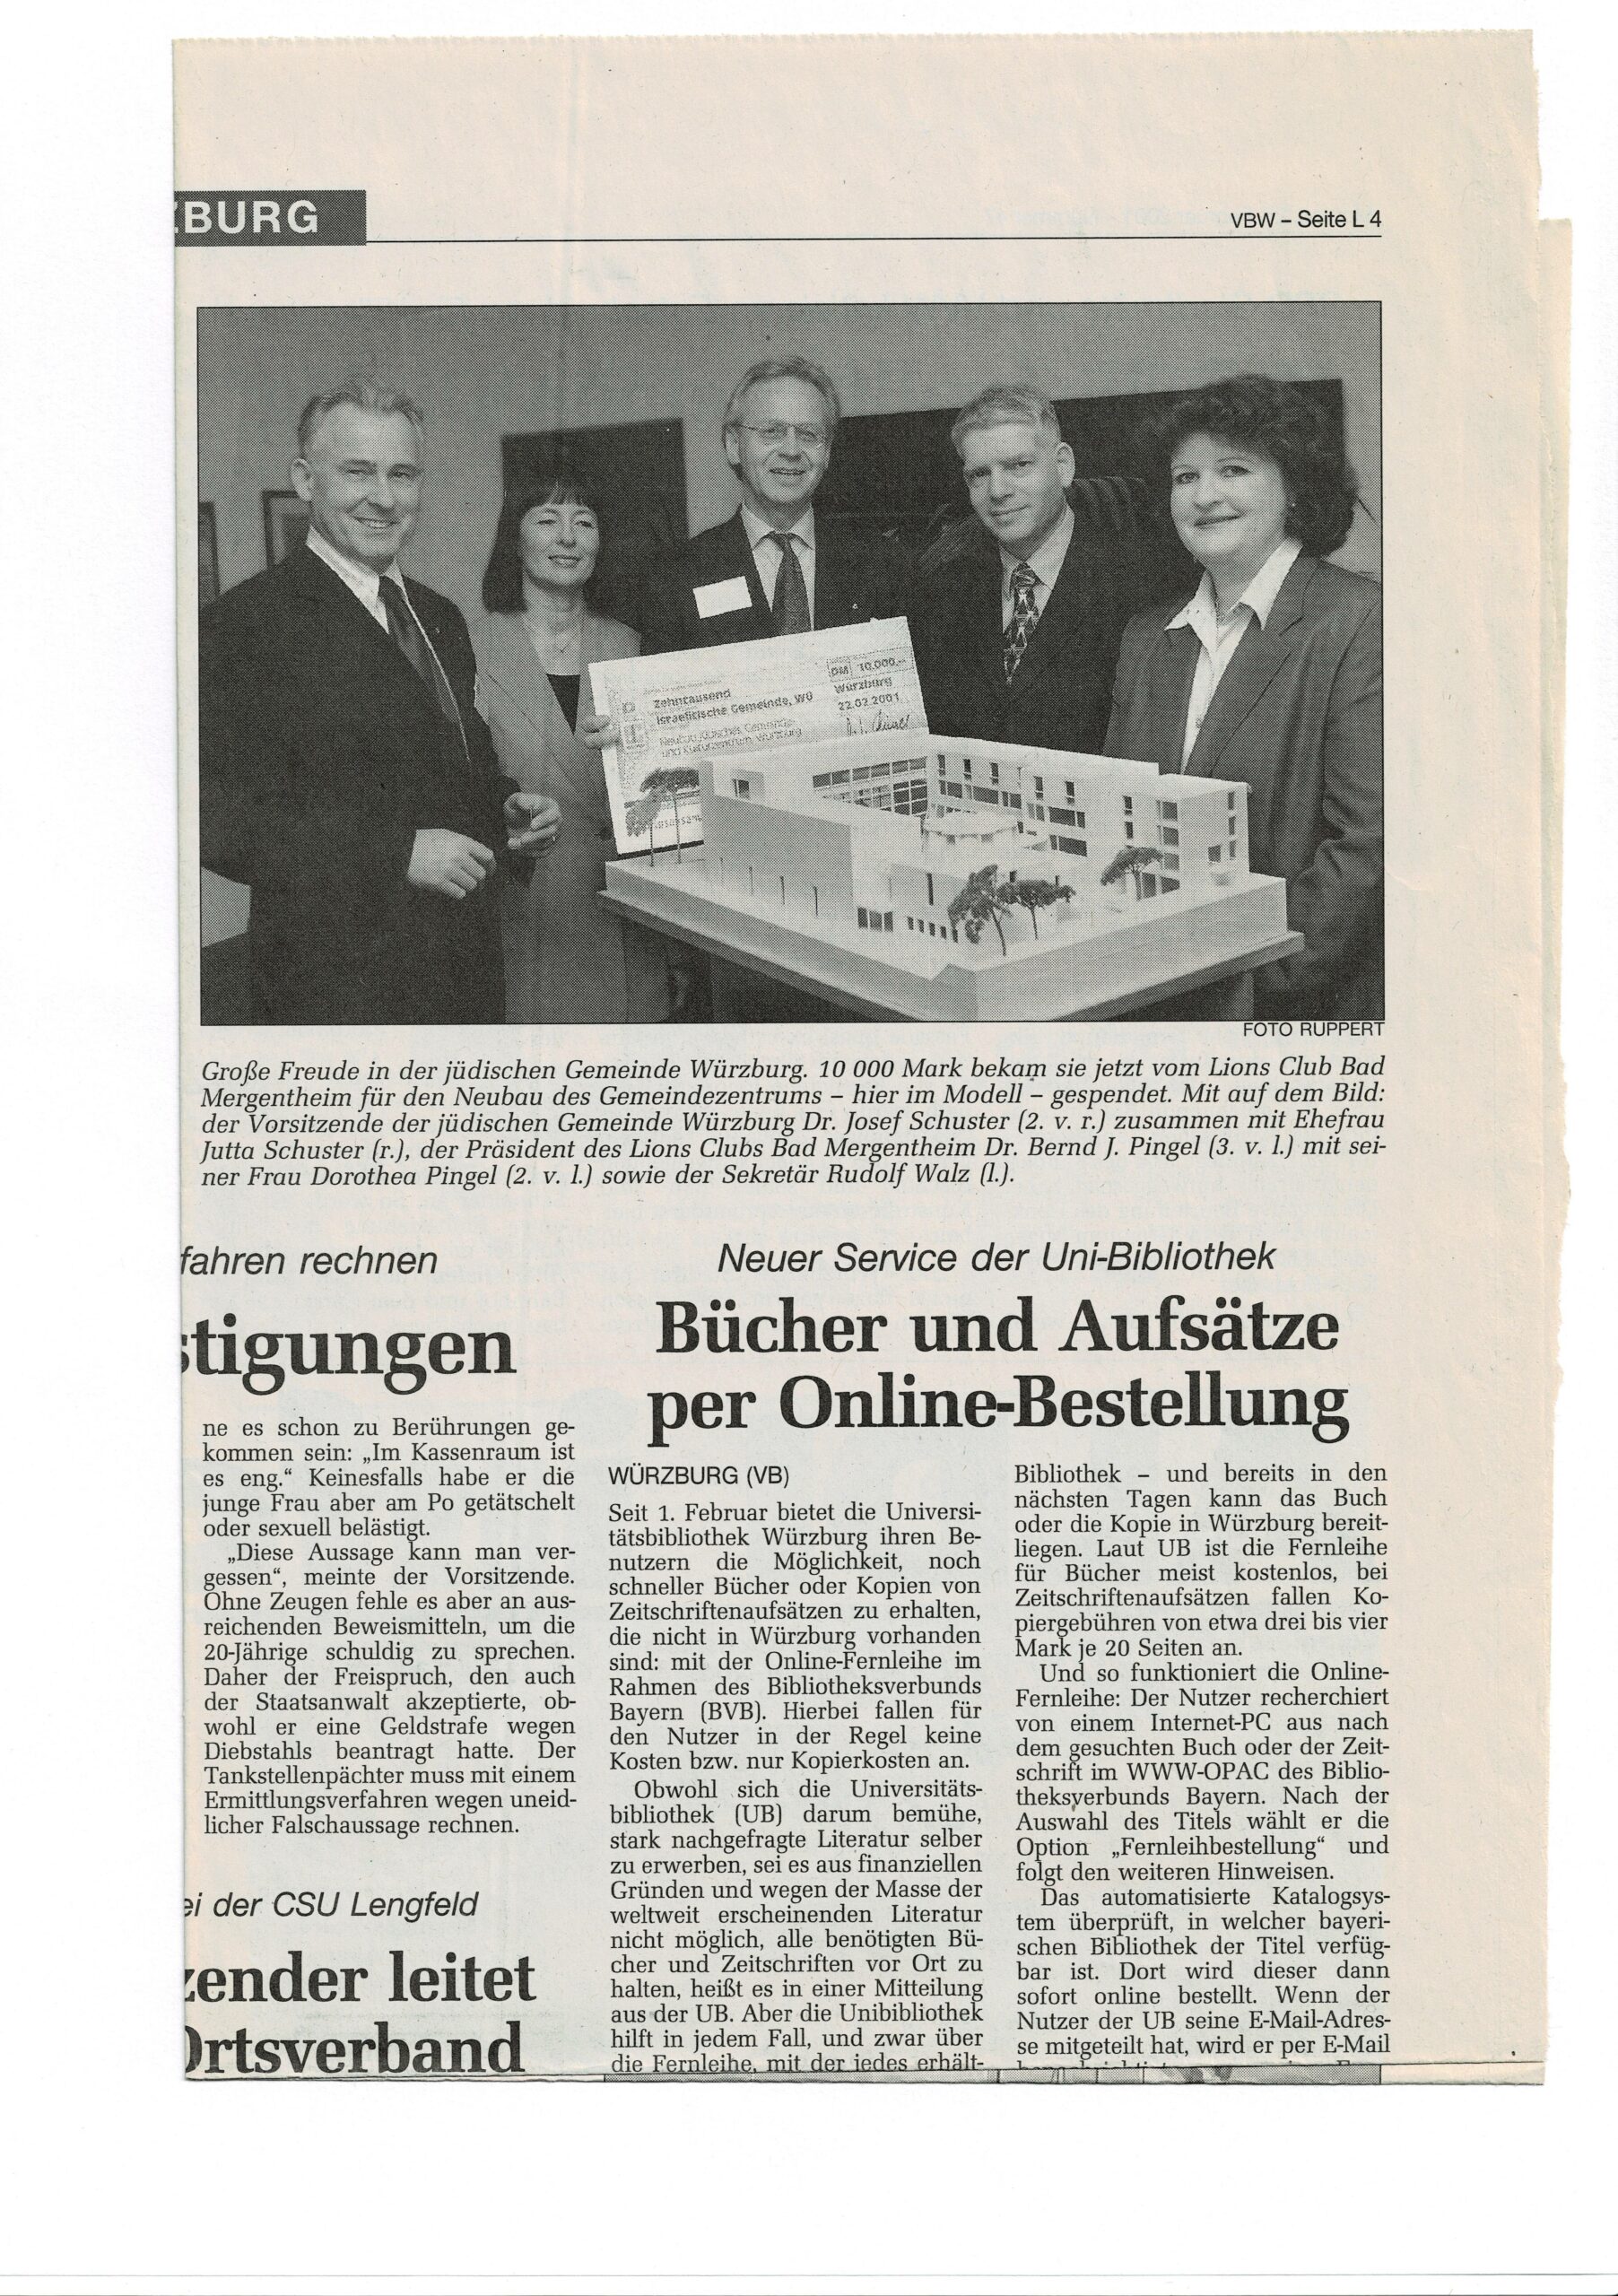 ZBURG
VBW – Seite L 4
DM 10.000,--
Zehntausend
Israelitische Gemeinde, WÜ
Würzburg
22.02.2001
Neubau Jüdisches Gemeinde-
und Kulturzentrum Würzburg
FOTO RUPPERT
Große Freude in der jüdischen Gemeinde Würzburg. 10 000 Mark bekam sie jetzt vom Lions Club Bad
Mergentheim für den Neubau des Gemeindezentrums – hier im Modell – gespendet. Mit auf dem Bild:
der Vorsitzende der jüdischen Gemeinde Würzburg Dr. Josef Schuster (2. v. r.) zusammen mit Ehefrau
Jutta Schuster (r.), der Präsident des Lions Clubs Bad Mergentheim Dr. Bernd J. Pingel (3. v. l.) mit sei-
ner Frau Dorothea Pingel (2. v. l.) sowie der Sekretär Rudolf Walz (l.).
fahren rechnen
stigungen
ne es schon zu Berührungen ge-
kommen sein: „Im Kassenraum ist
es eng.“ Keinesfalls habe er die
junge Frau aber am Po getätschelt
oder sexuell belästigt.
„Diese Aussage kann man ver-
gessen“, meinte der Vorsitzende.
Ohne Zeugen fehle es aber an aus-
reichenden Beweismitteln, um die
20-Jährige schuldig zu sprechen.
Daher der Freispruch, den auch
der Staatsanwalt akzeptierte, ob-
wohl er eine Geldstrafe wegen
Diebstahls beantragt hatte. Der
Tankstellenpächter muss mit einem
Ermittlungsverfahren wegen uneid-
licher Falschaussage rechnen.
ei der CSU Lengfeld
zender leitet
Ortsverband
Neuer Service der Uni-Bibliothek
Bücher und Aufsätze
per Online-Bestellung
WÜRZBURG (VB)
Seit 1. Februar bietet die Universi-
tätsbibliothek Würzburg ihren Be-
nutzern die Möglichkeit, noch
schneller Bücher oder Kopien von
Zeitschriftenaufsätzen zu erhalten,
die nicht in Würzburg vorhanden
sind: mit der Online-Fernleihe im
Rahmen des Bibliotheksverbunds
Bayern (BVB). Hierbei fallen für
den Nutzer in der Regel keine
Kosten bzw. nur Kopierkosten an.
Obwohl sich die Universitäts-
bibliothek (UB) darum bemühe,
stark nachgefragte Literatur selber
zu erwerben, sei es aus finanziellen
Gründen und wegen der Masse der
weltweit erscheinenden Literatur
nicht möglich, alle benötigten Bü-
cher und Zeitschriften vor Ort zu
halten, heißt es in einer Mitteilung
aus der UB. Aber die Unibibliothek
hilft in jedem Fall, und zwar über
die Fernleihe, mit der jedes erhält-
Bibliothek – und bereits in den
nächsten Tagen kann das Buch
oder die Kopie in Würzburg bereit-
liegen. Laut UB ist die Fernleihe
für Bücher meist kostenlos, bei
Zeitschriftenaufsätzen fallen Ko-
piergebühren von etwa drei bis vier
Mark je 20 Seiten an.
Und so funktioniert die Online-
Fernleihe: Der Nutzer recherchiert
von einem Internet-PC aus nach
dem gesuchten Buch oder der Zeit-
schrift im WWW-OPAC des Biblio-
theksverbunds Bayern. Nach der
Auswahl des Titels wählt er die
Option „Fernleihbestellung“ und
folgt den weiteren Hinweisen.
Das automatisierte Katalogsys-
tem überprüft, in welcher bayeri-
schen Bibliothek der Titel verfüg-
bar ist. Dort wird dieser dann
sofort online bestellt. Wenn der
Nutzer der UB seine E-Mail-Adres-
se mitgeteilt hat, wird er per E-Mail